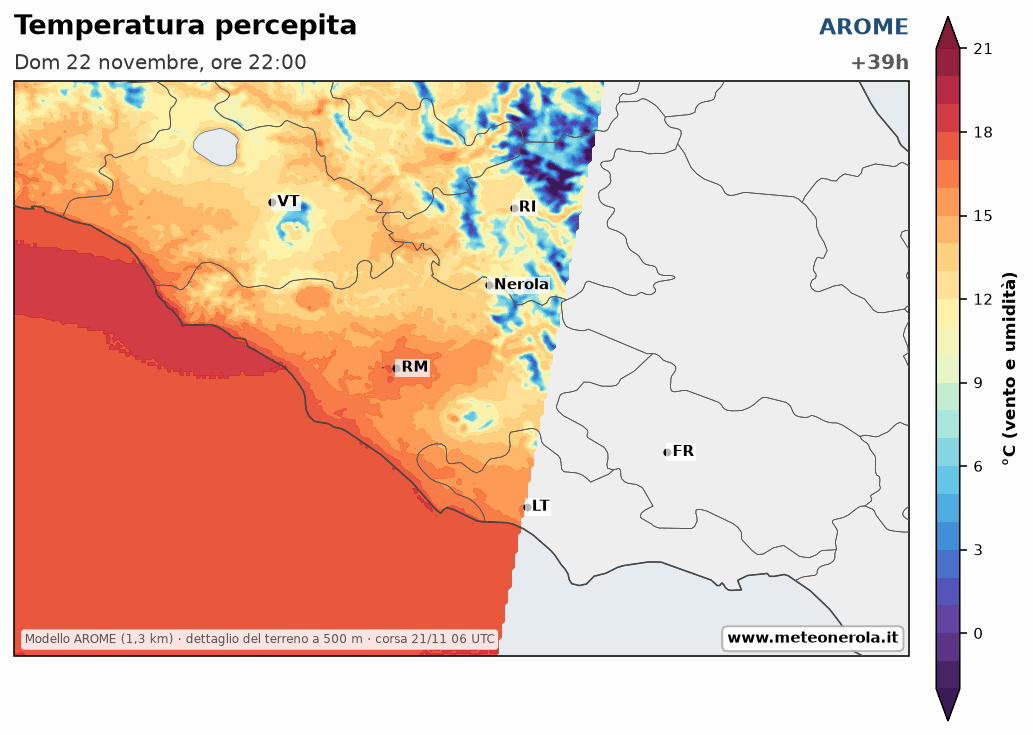 Temperatura percepita
AROME
Dom 22 novembre, ore 22:00
+39h
21
18
15
12
9
6
3
0
°C (vento e umidità)
VT
RI
Nerola
RM
FR
LT
Modello AROME (1,3 km) · dettaglio del terreno a 500 m · corsa 21/11 06 UTC
www.meteonerola.it